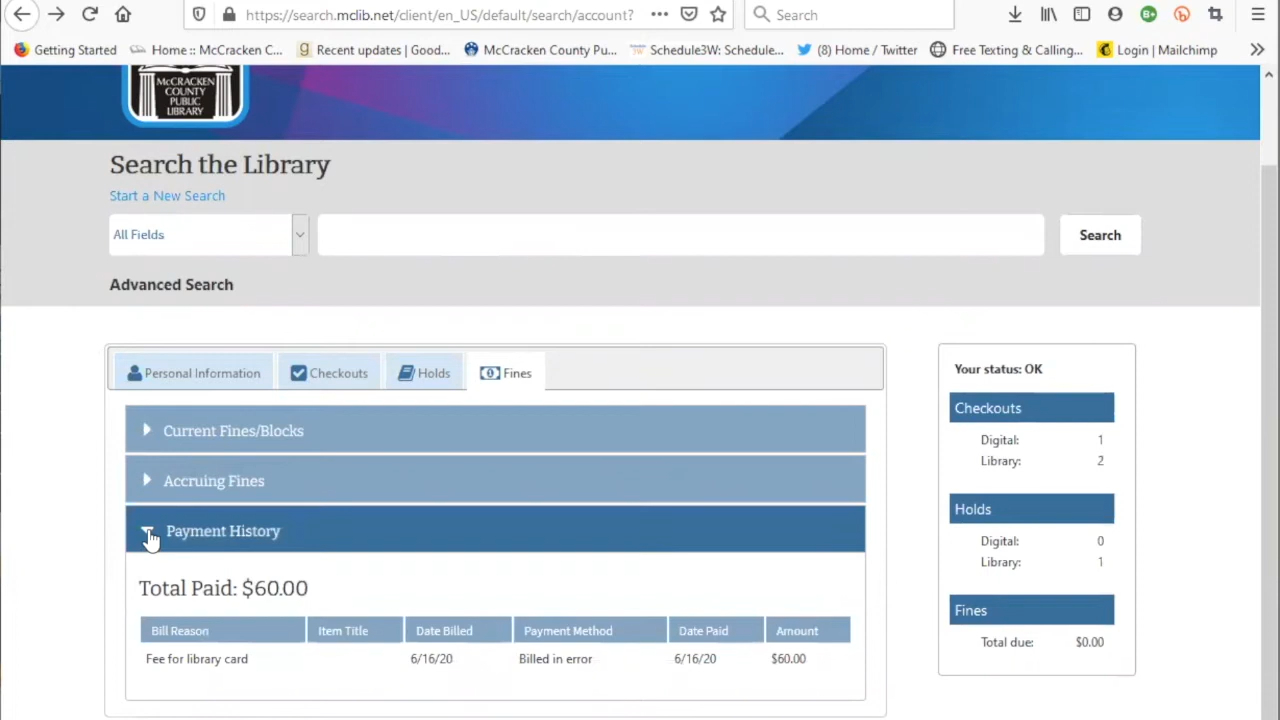 https://search.mclib.net/client/en_US/default/search/account?
Search
Getting Started
Home :: McCracken C...
Recent updates | Good...
McCracken County Pu...
Schedule3W: Schedule...
(8) Home / Twitter
Free Texting & Calling...
Login | Mailchimp
McCRACKEN
COUNTY
PUBLIC
LIBRARY
Search the Library
Start a New Search
All Fields
Search
Advanced Search
Personal Information
Checkouts
Holds
Fines
Current Fines/Blocks
Accruing Fines
Payment History
Total Paid: $60.00
Bill Reason Item Title Date Billed Payment Method Date Paid Amount
Fee for library card 6/16/20 Billed in error 6/16/20 $60.00
Your status: OK
Checkouts
Digital: 1
Library: 2
Holds
Digital: 0
Library: 1
Fines
Total due: $0.00